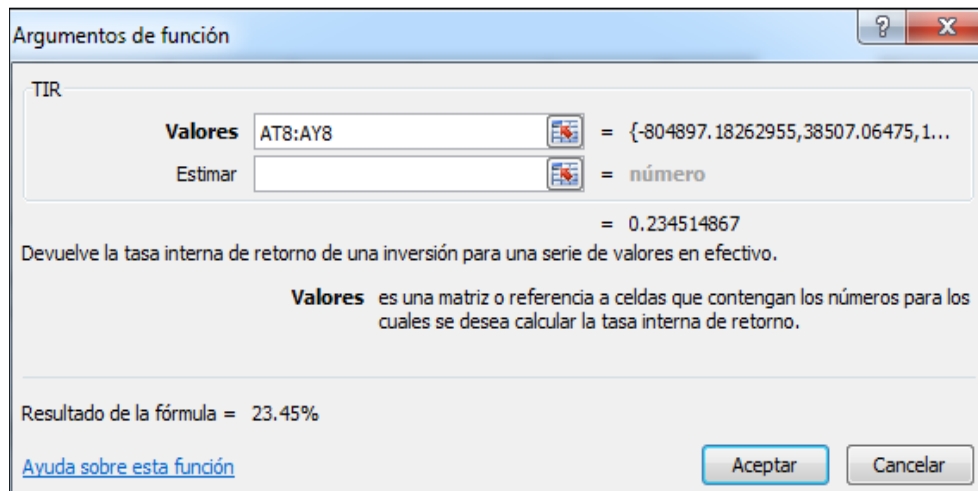 Argumentos de función
TIR
Valores AT8:AY8 = {-804897.18262955,38507.06475,1...
Estimar = número
= 0.234514867
Devuelve la tasa interna de retorno de una inversión para una serie de valores en efectivo.
Valores es una matriz o referencia a celdas que contengan los números para los
cuales se desea calcular la tasa interna de retorno.
Resultado de la fórmula = 23.45%
Ayuda sobre esta función Aceptar Cancelar